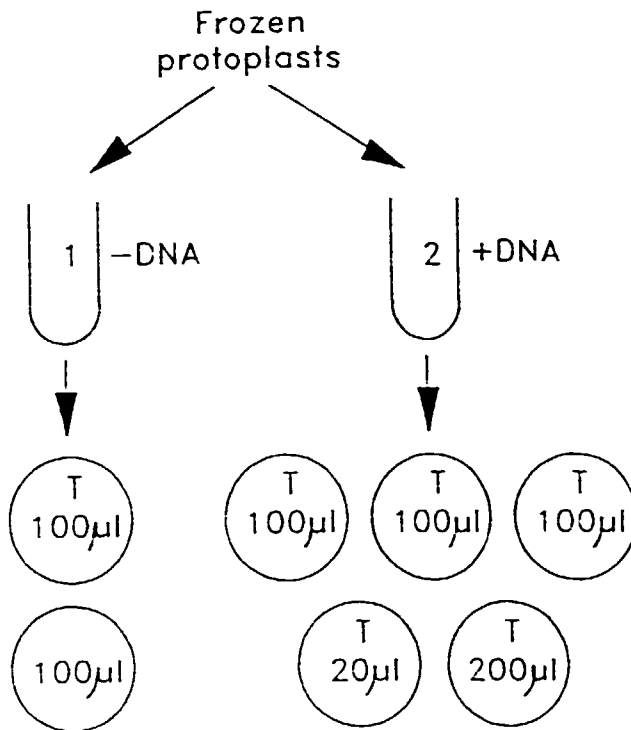 Frozen
protoplasts
1 –DNA
2 +DNA
T
100µl
100µl
T
100µl
T
100µl
T
100µl
T
20µl
T
200µl